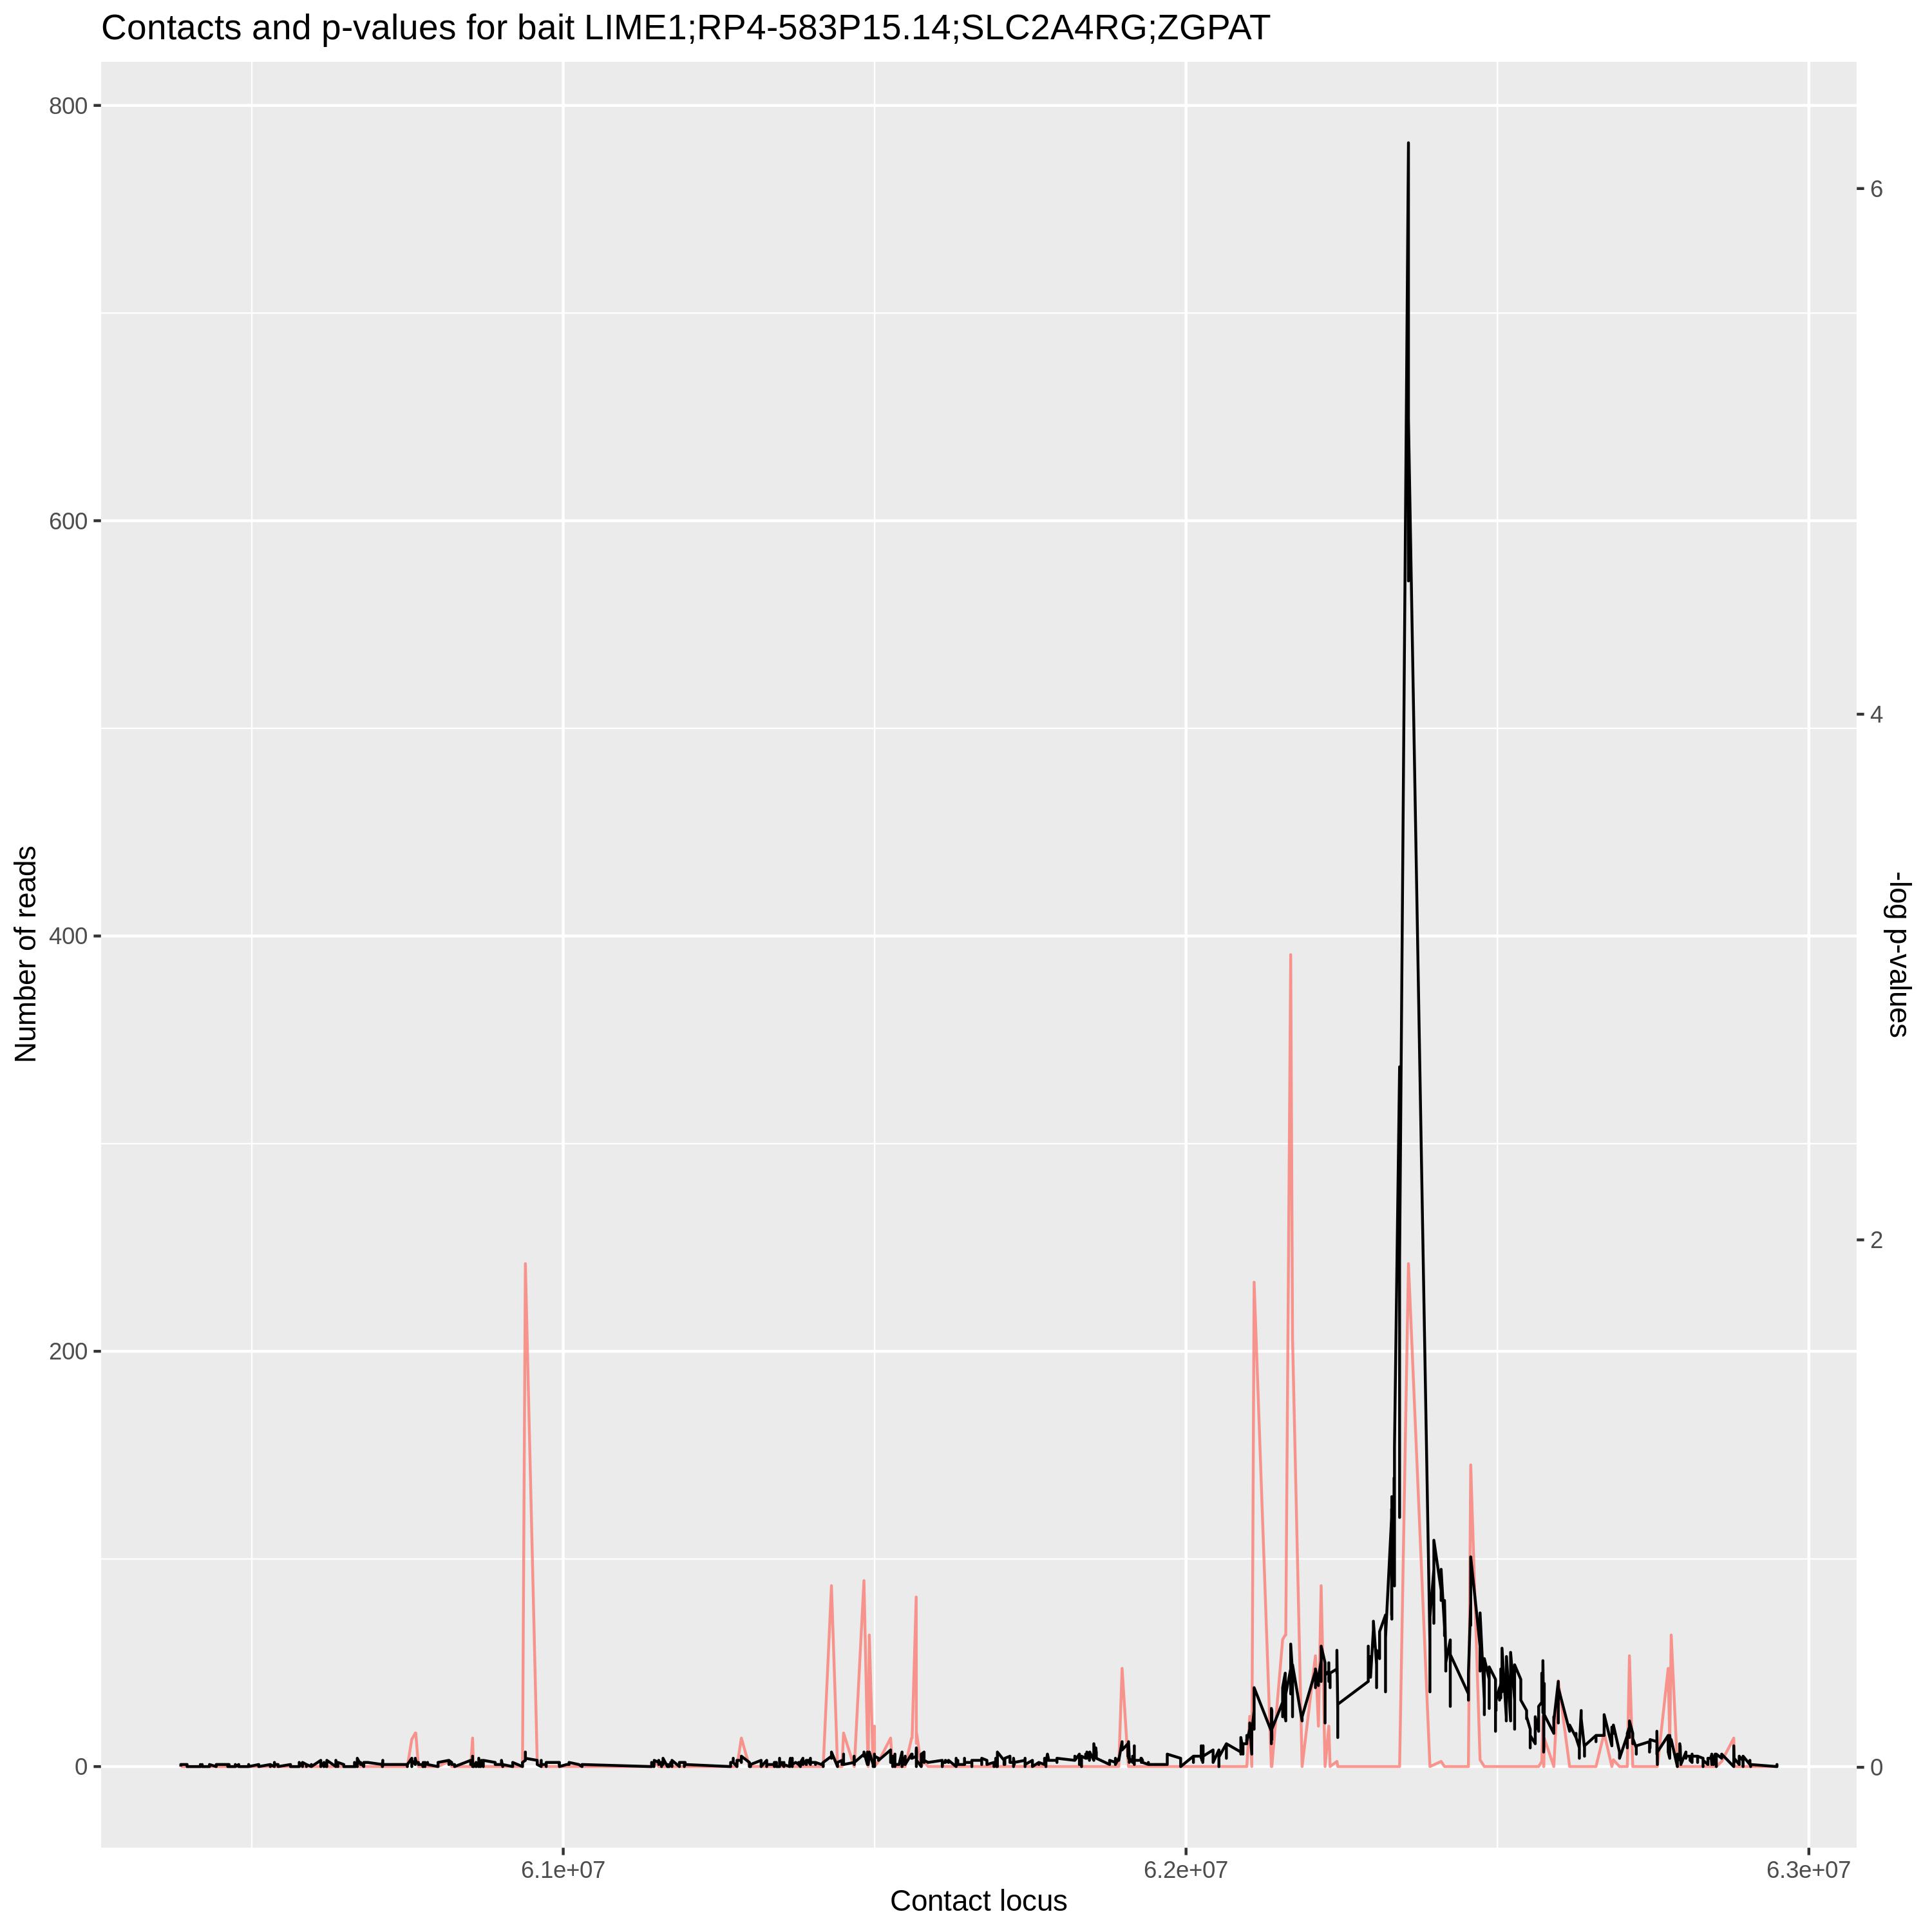 Contacts and p-values for bait LIME1;RP4-583P15.14;SLC2A4RG;ZGPAT
800
600
400
200
0
Number of reads
6
4
2
0
-log p-values
6.1e+07
6.2e+07
6.3e+07
Contact locus